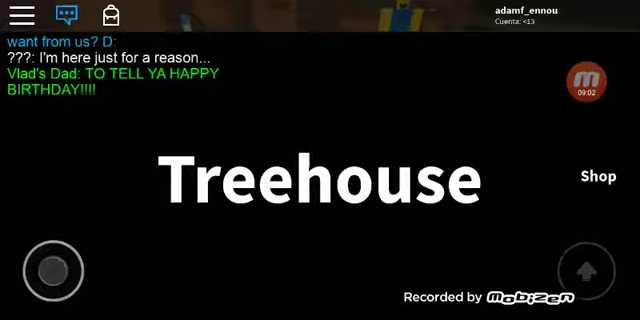 adamf_ennou
Cuenta: <13
want from us? D:
???: I'm here just for a reason...
Vlad's Dad: TO TELL YA HAPPY
BIRTHDAY!!!!
09:02
Treehouse
Shop
Recorded by mobizen